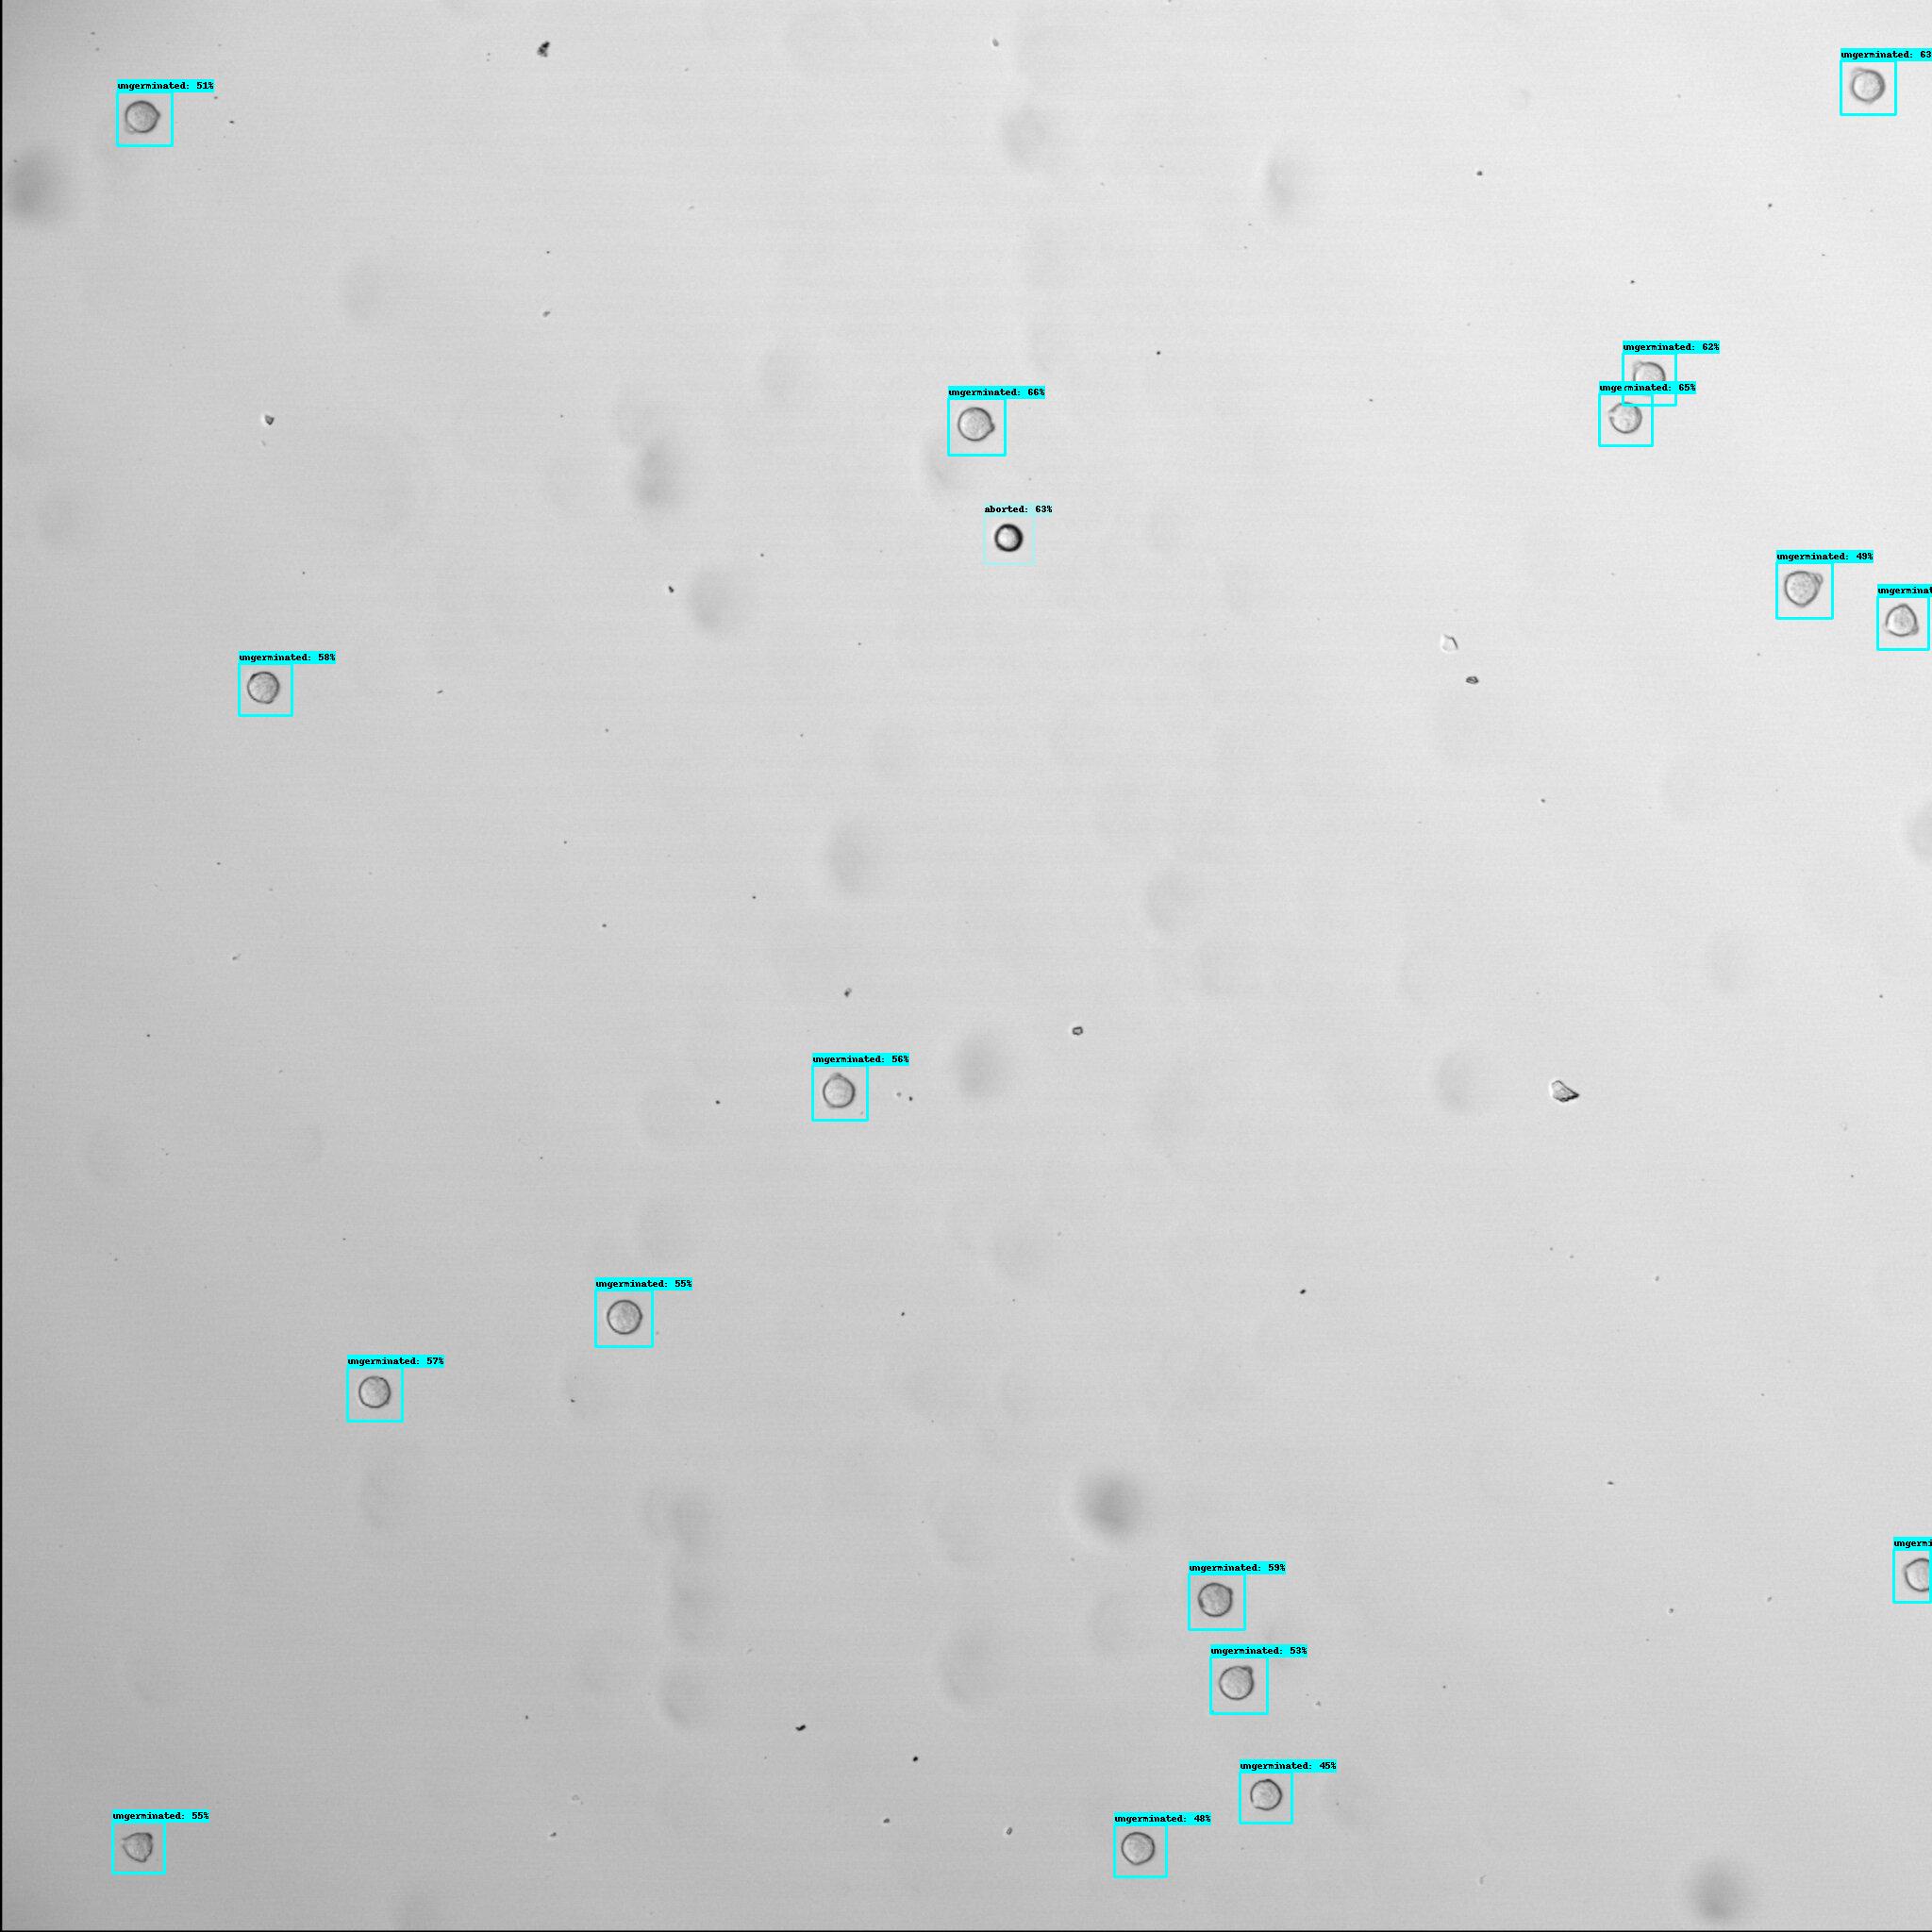 ungerminated: 63
ungerminated: 51%
ungerminated: 62%
ungerminated: 65%
ungerminated: 66%
aborted: 63%
ungerminated: 49%
ungerminat
ungerminated: 58%
ungerminated: 56%
ungerminated: 55%
ungerminated: 57%
ungermi
ungerminated: 59%
ungerminated: 53%
ungerminated: 45%
ungerminated: 55%
ungerminated: 48%